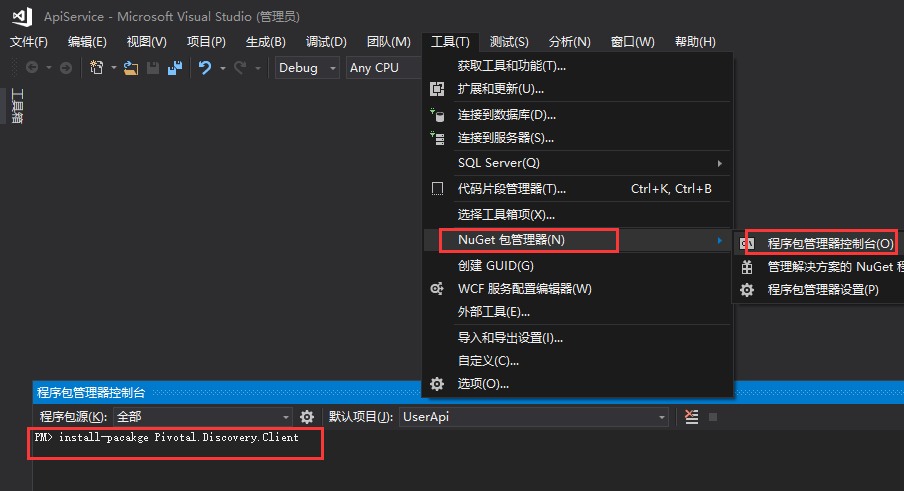 ApiService - Microsoft Visual Studio (管理员)
文件(F) 编辑(E) 视图(V) 项目(P) 生成(B) 调试(D) 团队(M) 工具(T) 测试(S) 分析(N) 窗口(W) 帮助(H)
Debug Any CPU
工具箱
获取工具和功能(T)...
扩展和更新(U)...
连接到数据库(D)...
连接到服务器(S)...
SQL Server(Q)
代码片段管理器(T)... Ctrl+K, Ctrl+B
选择工具箱项(X)...
NuGet 包管理器(N)
程序包管理器控制台(O)
管理解决方案的 NuGet 程
程序包管理器设置(P)
创建 GUID(G)
WCF 服务配置编辑器(W)
外部工具(E)...
导入和导出设置(I)...
自定义(C)...
选项(O)...
程序包管理器控制台
程序包源(K): 全部 默认项目(J): UserApi
PM> install-pacakge Pivotal.Discovery.Client